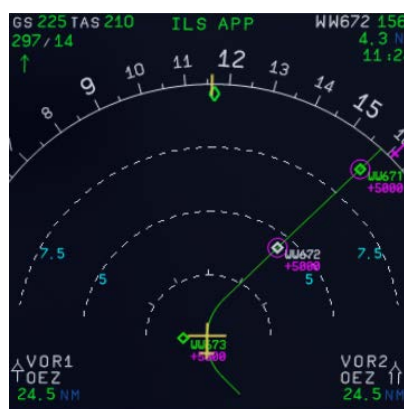 GS 225 TAS 210 ILS APP WW672 156
297/14 4.3 N
↑ 11:2
8 9 10 11 12 13 14 15
WW671
+5000
WW672
+5000
7.5 7.5
5 5
WW673
VOR1 VOR2
OEZ OEZ
24.5 NM 24.5 NM